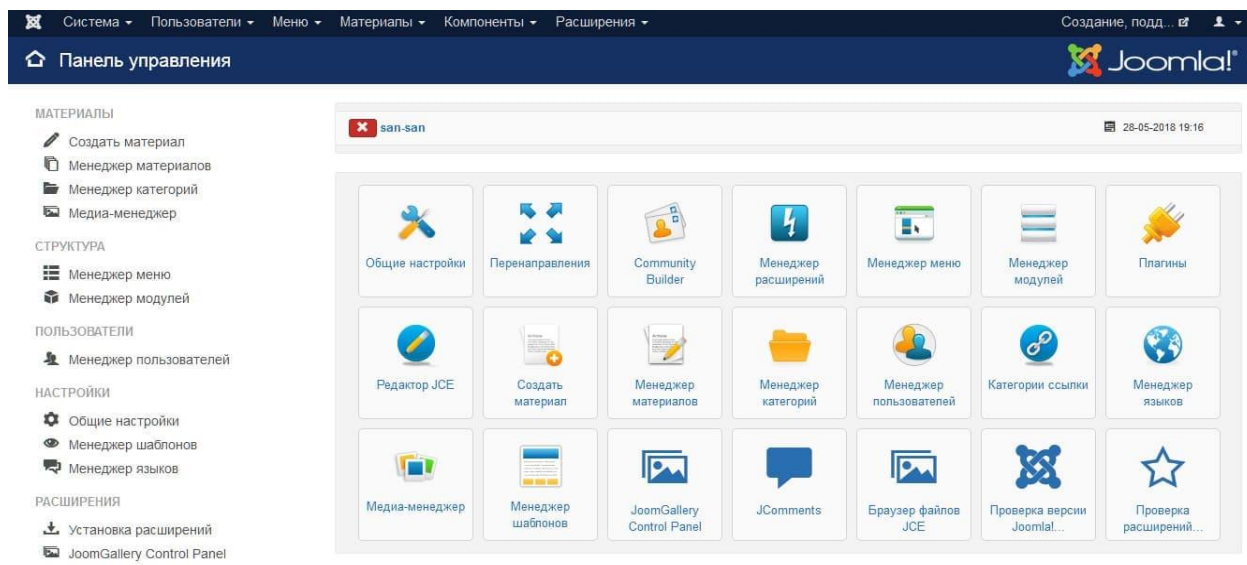 Система Пользователи Меню Материалы Компоненты Расширения Создание, подд...
Панель управления
Joomla!®
МАТЕРИАЛЫ
Создать материал
Менеджер материалов
Менеджер категорий
Медиа-менеджер
СТРУКТУРА
Менеджер меню
Менеджер модулей
ПОЛЬЗОВАТЕЛИ
Менеджер пользователей
НАСТРОЙКИ
Общие настройки
Менеджер шаблонов
Менеджер языков
РАСШИРЕНИЯ
Установка расширений
JoomGallery Control Panel
san-san 28-05-2018 19:16
Общие настройки
Перенаправления
Community
Builder
Менеджер
расширений
Менеджер меню
Менеджер
модулей
Плагины
Редактор JCE
Создать
материал
Менеджер
материалов
Менеджер
категорий
Менеджер
пользователей
Категории ссылки
Менеджер
языков
Медиа-менеджер
Менеджер
шаблонов
JoomGallery
Control Panel
JComments
Браузер файлов
JCE
Проверка версии
Joomla!...
Проверка
расширений...